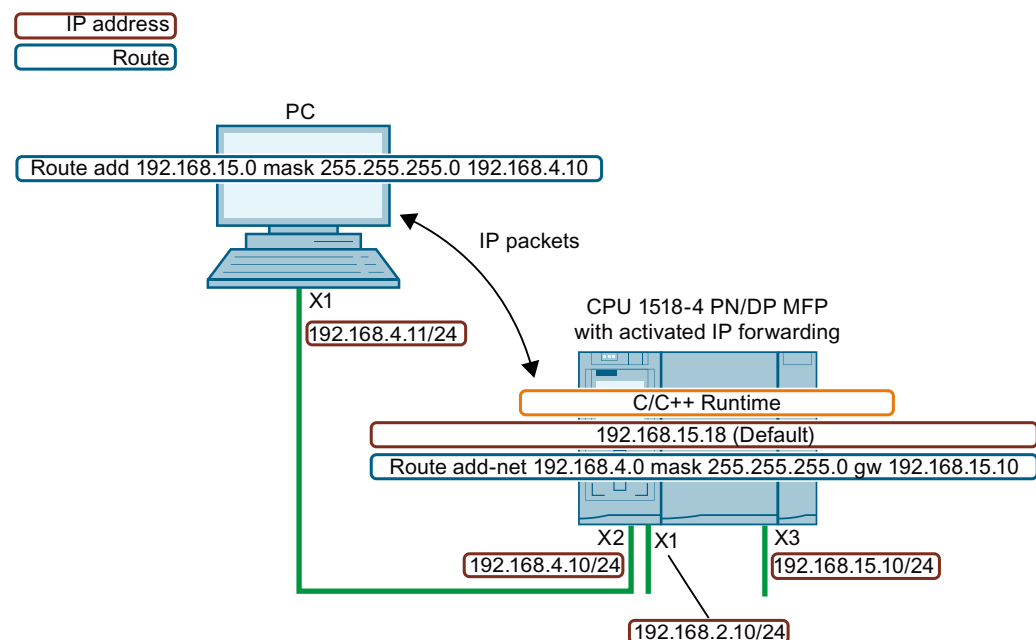 IP address
Route
PC
Route add 192.168.15.0 mask 255.255.255.0 192.168.4.10
IP packets
X1
192.168.4.11/24
CPU 1518-4 PN/DP MFP
with activated IP forwarding
C/C++ Runtime
192.168.15.18 (Default)
Route add-net 192.168.4.0 mask 255.255.255.0 gw 192.168.15.10
X2
X1
X3
192.168.4.10/24
192.168.15.10/24
192.168.2.10/24